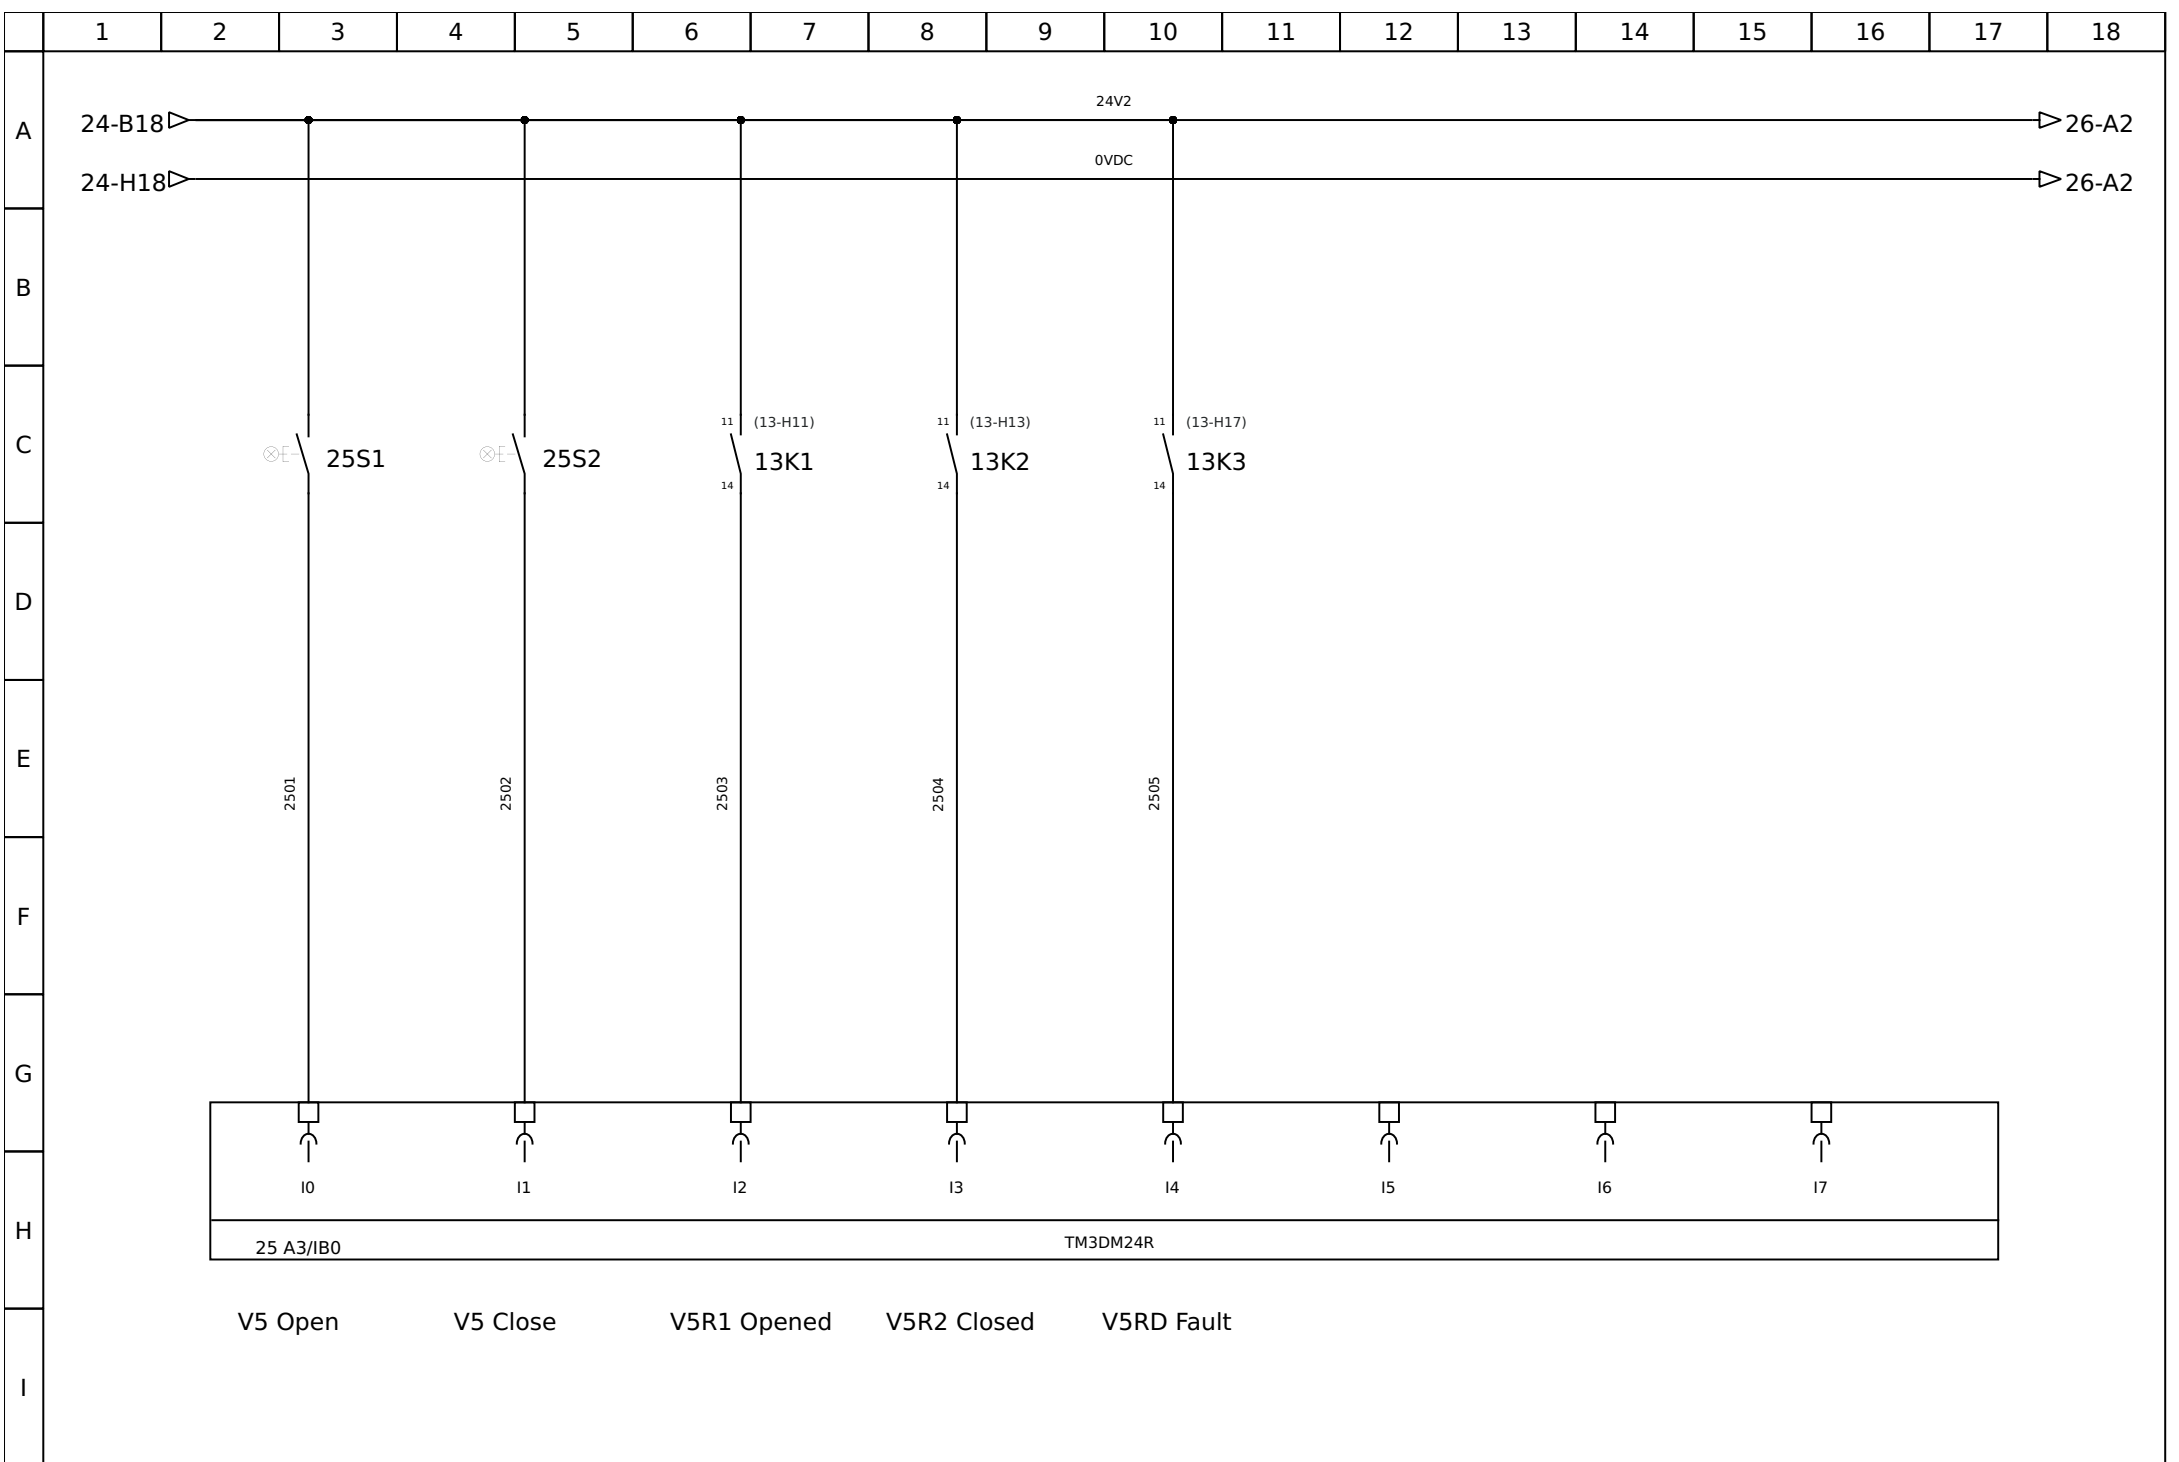 1 2 3 4 5 6 7 8 9 10 11 12 13 14 15 16 17 18
24V2
A 24-B18 26-A2
0VDC
24-H18 26-A2
B
11 (13-H11) 11 (13-H13) 11 (13-H17)
C 25S1 25S2 13K1 13K2 13K3
14 14 14
D
E
2501 2502 2503 2504 2505
F
G
I0 I1 I2 I3 I4 I5 I6 I7
H
25 A3/IB0 TM3DM24R
V5 Open V5 Close V5R1 Opened V5R2 Closed V5RD Fault
I